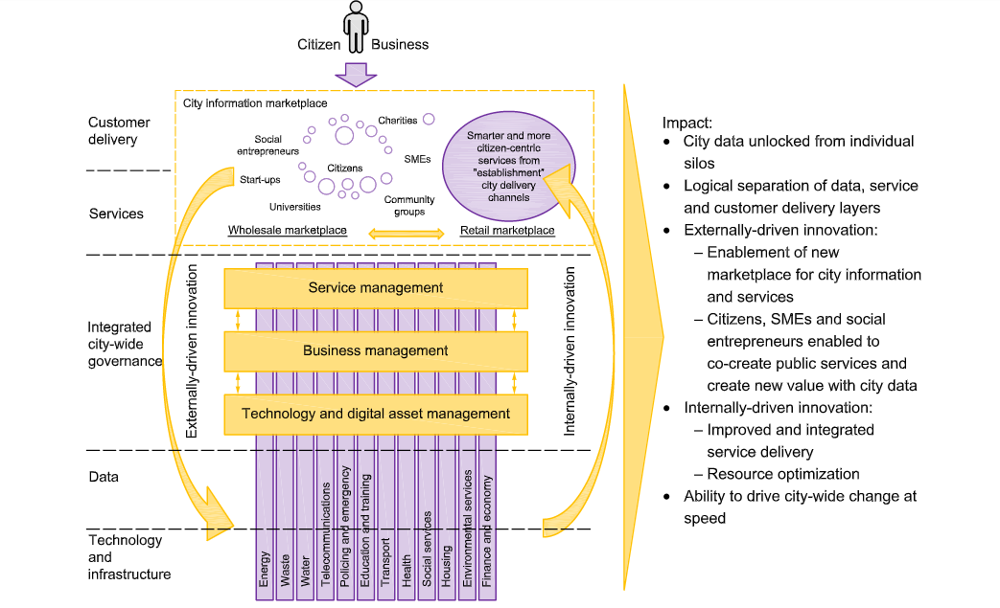 Citizen Business
City information marketplace
Customer
delivery
Services
Integrated
city-wide
governance
Data
Technology
and
infrastructure
Charities
Social
entrepreneurs
SMEs
Citizens
Start-ups
Community
groups
Universities
Smarter and more
citizen-centric
services from
"establishment"
city delivery
channels
Wholesale marketplace
Retail marketplace
Externally-driven innovation
Service management
Business management
Technology and digital asset management
Internally-driven innovation
Energy
Waste
Water
Telecommunications
Policing and emergency
Education and training
Transport
Health
Social services
Housing
Environmental services
Finance and economy
Impact:
• City data unlocked from individual
silos
• Logical separation of data, service
and customer delivery layers
• Externally-driven innovation:
– Enablement of new
marketplace for city information
and services
– Citizens, SMEs and social
entrepreneurs enabled to
co-create public services and
create new value with city data
• Internally-driven innovation:
– Improved and integrated
service delivery
– Resource optimization
• Ability to drive city-wide change at
speed